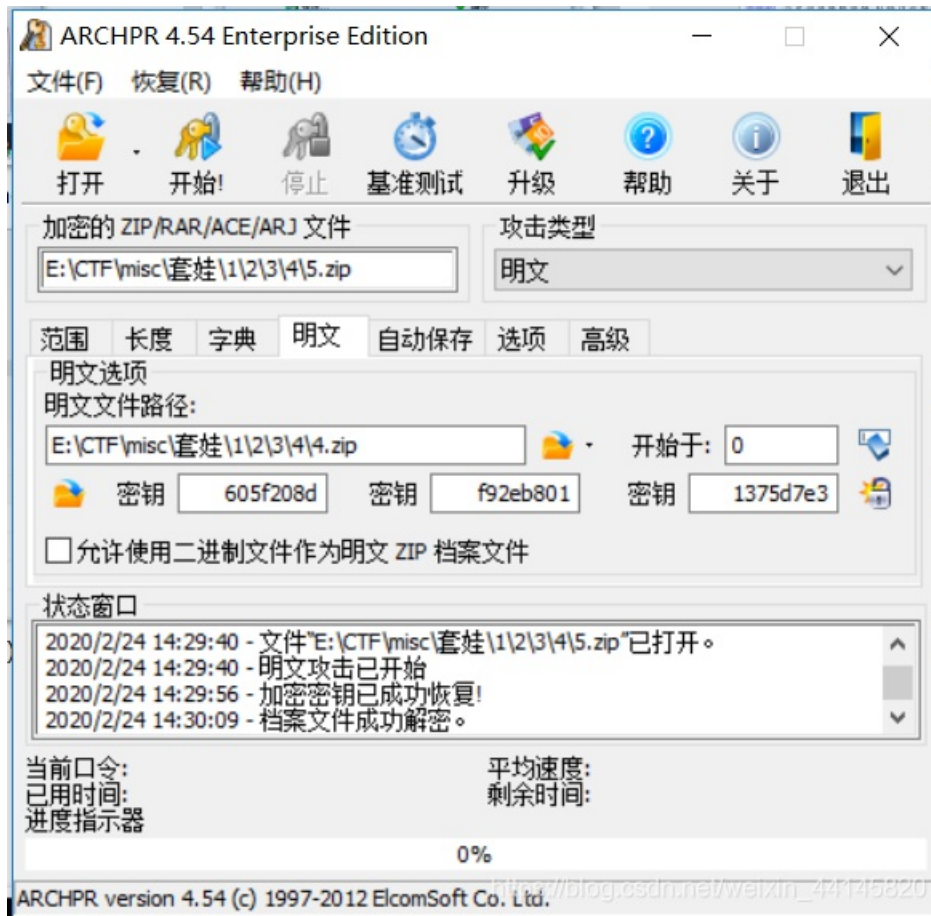 ARCHPR 4.54 Enterprise Edition
文件(F) 恢复(R) 帮助(H)
打开 开始! 停止 基准测试 升级 帮助 关于 退出
加密的 ZIP/RAR/ACE/ARJ 文件 攻击类型
E:\CTF\misc\套娃\1\2\3\4\5.zip 明文
范围 长度 字典 明文 自动保存 选项 高级
明文选项
明文文件路径:
E:\CTF\misc\套娃\1\2\3\4\4.zip 开始于: 0
密钥 605f208d 密钥 f92eb801 密钥 1375d7e3
允许使用二进制文件作为明文 ZIP 档案文件
状态窗口
2020/2/24 14:29:40 - 文件"E:\CTF\misc\套娃\1\2\3\4\5.zip"已打开。
2020/2/24 14:29:40 - 明文攻击已开始
2020/2/24 14:29:56 - 加密密钥已成功恢复!
2020/2/24 14:30:09 - 档案文件成功解密。
当前口令: 平均速度:
已用时间: 剩余时间:
进度指示器
0%
https://blog.csdn.net/weixin_44145820
ARCHPR version 4.54 (c) 1997-2012 ElcomSoft Co. Ltd.